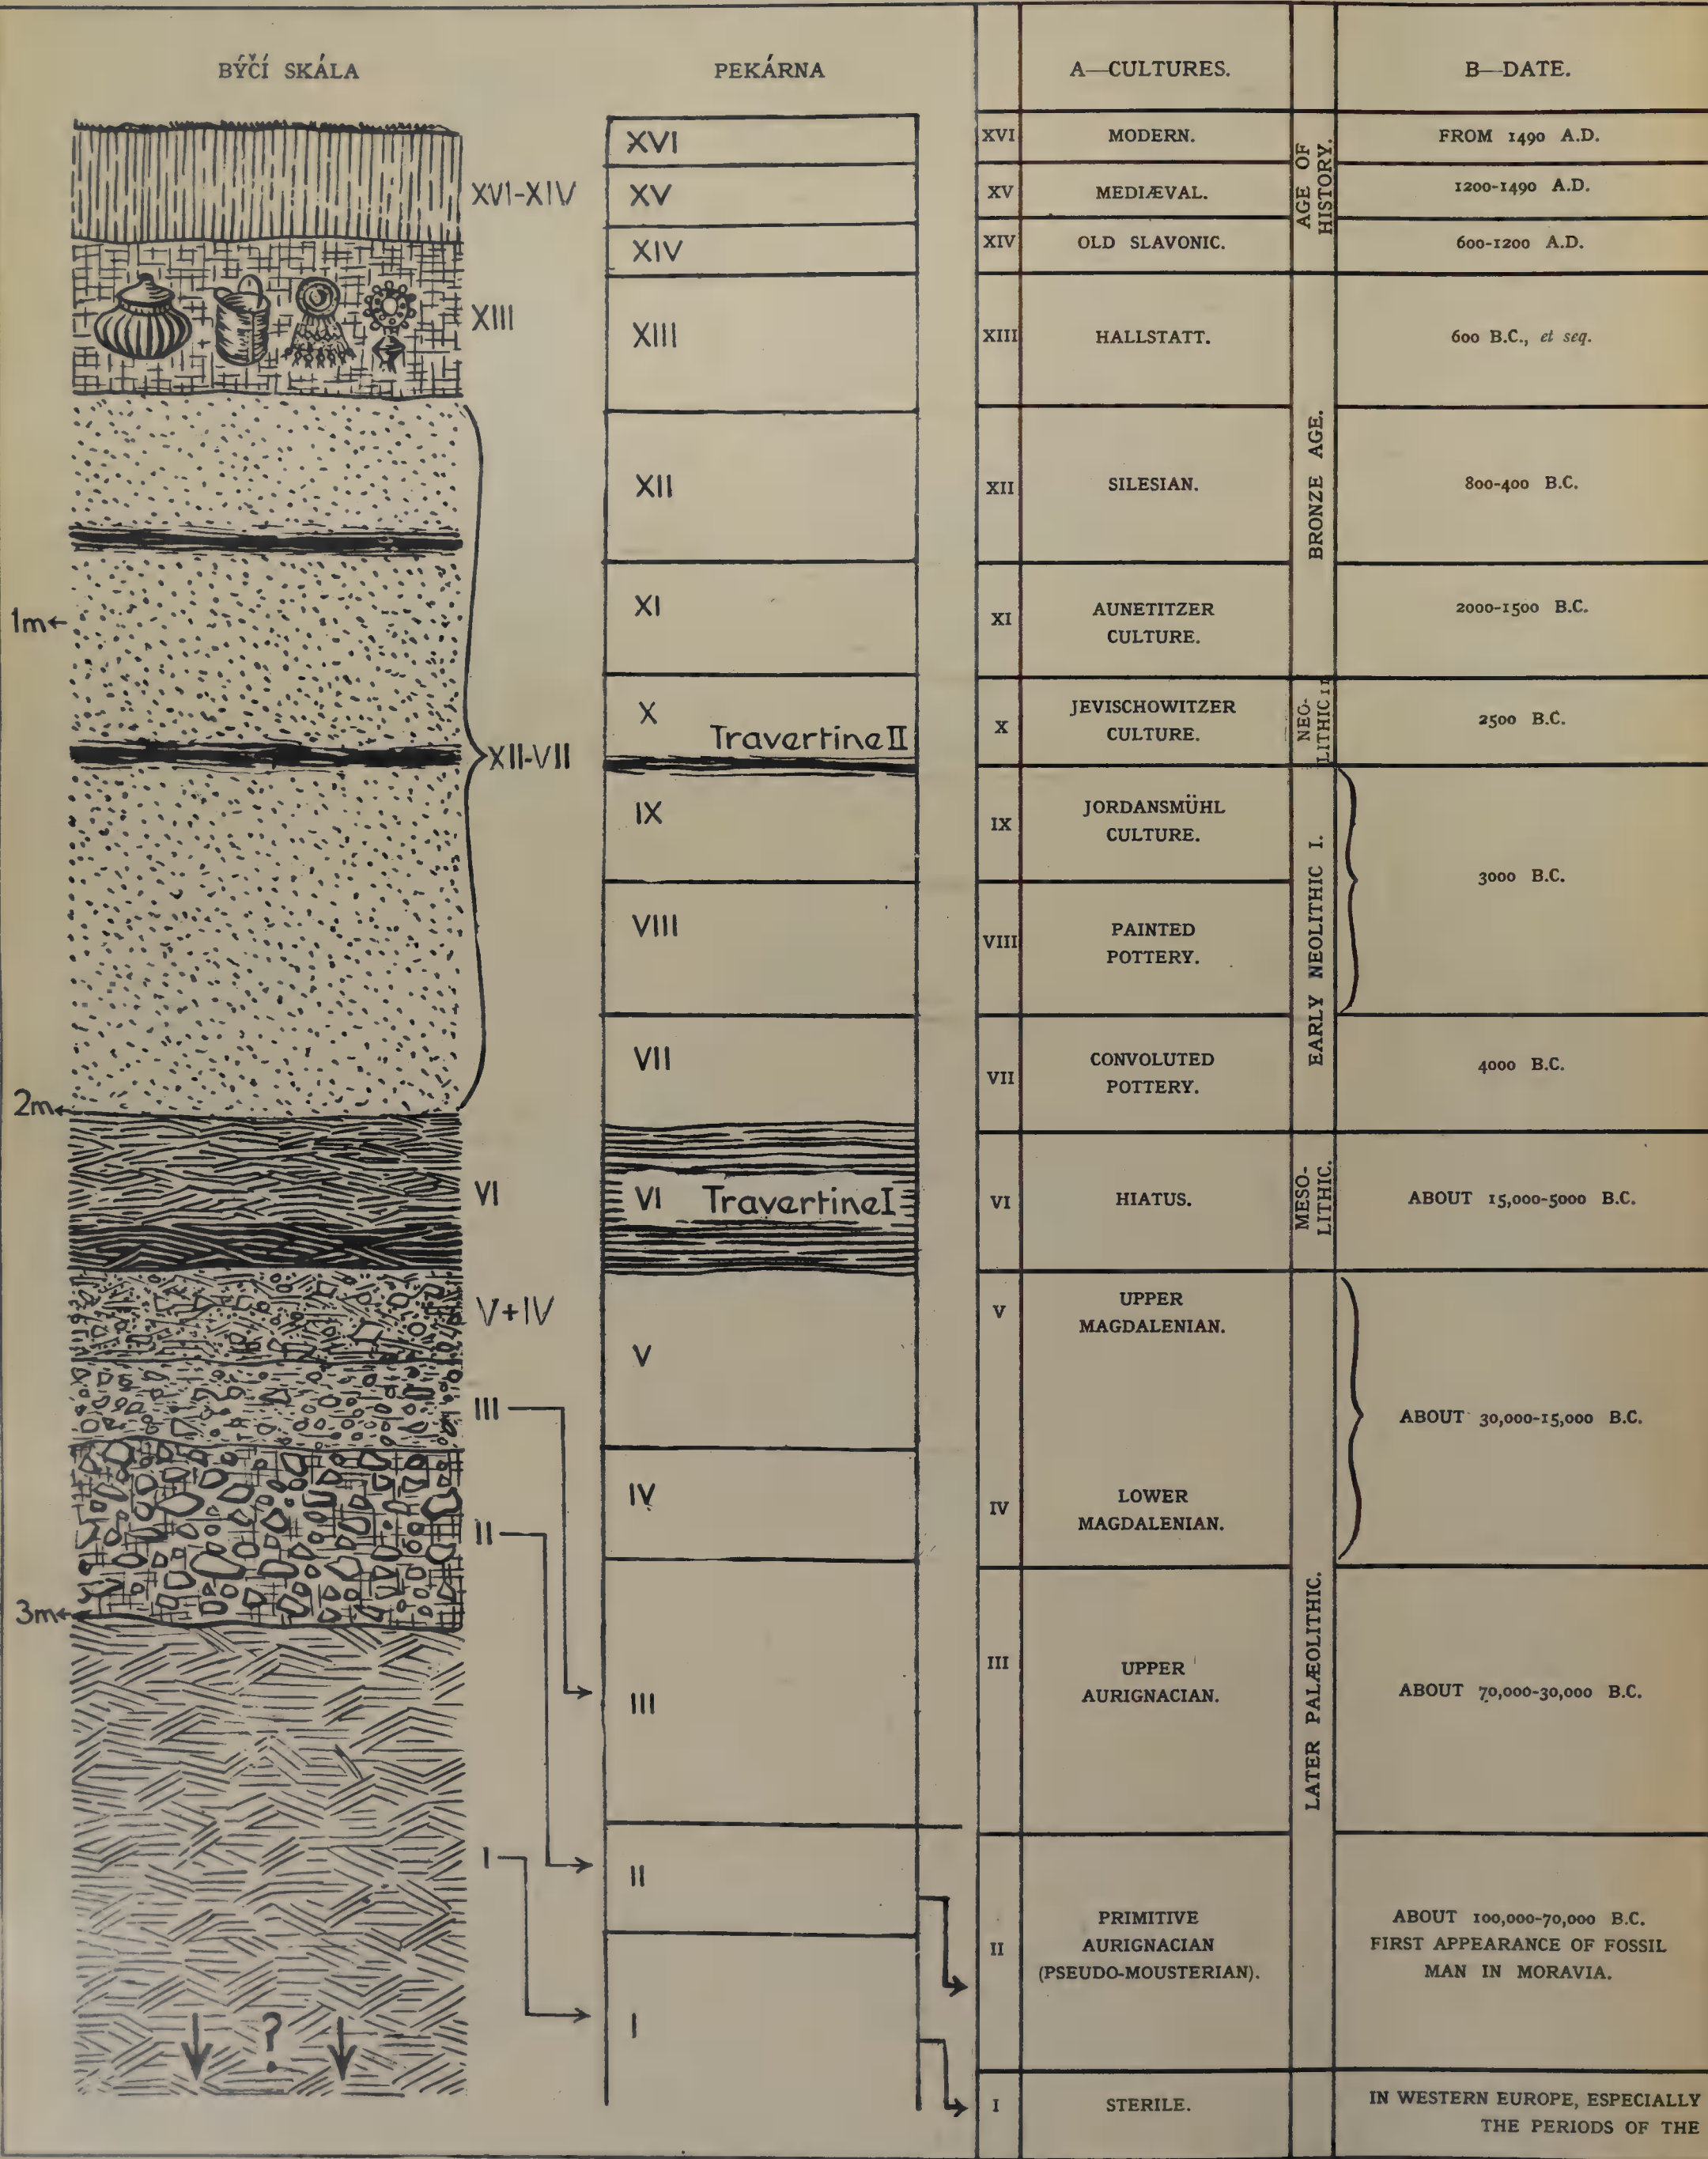 BÝČÍ SKÁLA
PEKÁRNA
A—CULTURES.
B—DATE.
XVI-XIV
XIII
1m
XII-VII
2m
VI
V+IV
III
II
3m
I
?
XVI
XV
XIV
XIII
XII
XI
X
Travertine II
IX
VIII
VII
VI Travertine I
V
IV
III
II
I
XVI MODERN. FROM 1490 A.D.
XV MEDIÆVAL. 1200-1490 A.D.
XIV OLD SLAVONIC. 600-1200 A.D.
AGE OF
HISTORY.
XIII HALLSTATT. 600 B.C., et seq.
XII SILESIAN. 800-400 B.C.
BRONZE AGE.
XI AUNETITZER
CULTURE.
2000-1500 B.C.
X JEVISCHOWITZER
CULTURE.
NEO-
LITHIC II
2500 B.C.
IX JORDANSMÜHL
CULTURE.
VIII PAINTED
POTTERY.
3000 B.C.
EARLY NEOLITHIC I.
VII CONVOLUTED
POTTERY.
4000 B.C.
VI HIATUS.
MESO-
LITHIC.
ABOUT 15,000-5000 B.C.
V UPPER
MAGDALENIAN.
ABOUT 30,000-15,000 B.C.
IV LOWER
MAGDALENIAN.
LATER PALÆOLITHIC.
III UPPER
AURIGNACIAN.
ABOUT 70,000-30,000 B.C.
II PRIMITIVE
AURIGNACIAN
(PSEUDO-MOUSTERIAN).
ABOUT 100,000-70,000 B.C.
FIRST APPEARANCE OF FOSSIL
MAN IN MORAVIA.
I STERILE.
IN WESTERN EUROPE, ESPECIALLY
THE PERIODS OF THE